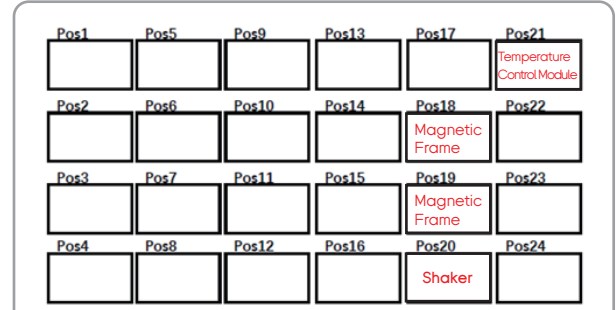 Pos1 Pos5 Pos9 Pos13 Pos17 Pos21
Temperature
Control Module
Pos2 Pos6 Pos10 Pos14 Pos18 Pos22
Magnetic
Frame
Pos3 Pos7 Pos11 Pos15 Pos19 Pos23
Magnetic
Frame
Pos4 Pos8 Pos12 Pos16 Pos20 Pos24
Shaker